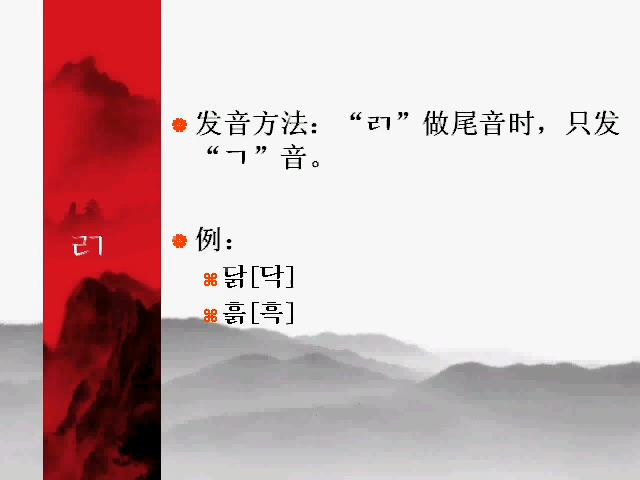 ㄺ
发音方法：“ㄺ”做尾音时，只发
“ㄱ”音。
例：
닭[닥]
흙[흑]